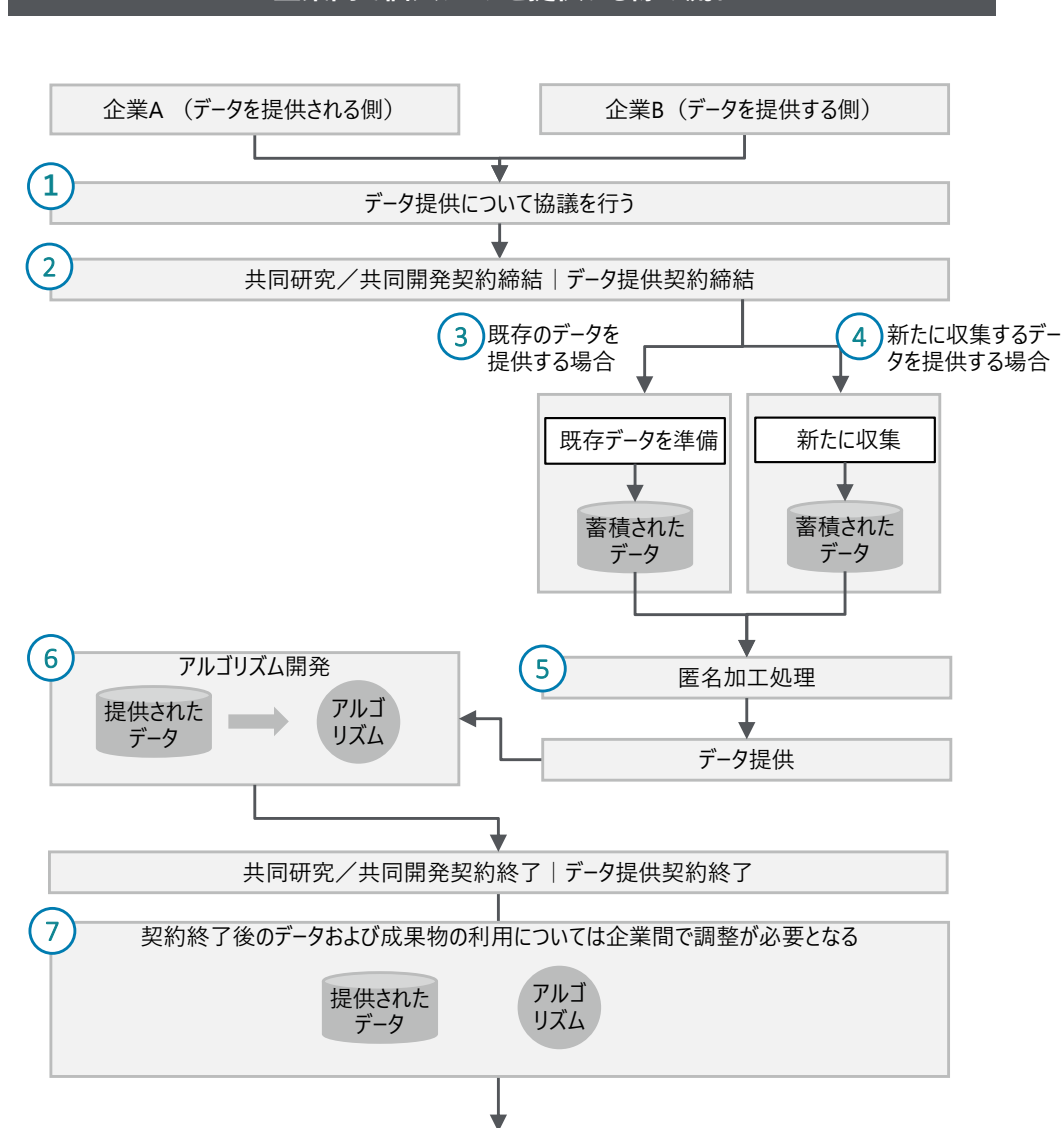 企業A （データを提供される側）
企業B（データを提供する側）
1
データ提供について協議を行う
2
共同研究／共同開発契約締結｜データ提供契約締結
3
既存のデータを
提供する場合
4
新たに収集するデー
タを提供する場合
既存データを準備
新たに収集
蓄積された
データ
蓄積された
データ
5
匿名加工処理
データ提供
6
アルゴリズム開発
提供された
データ
アルゴ
リズム
共同研究／共同開発契約終了｜データ提供契約終了
7
契約終了後のデータおよび成果物の利用については企業間で調整が必要となる
提供された
データ
アルゴ
リズム